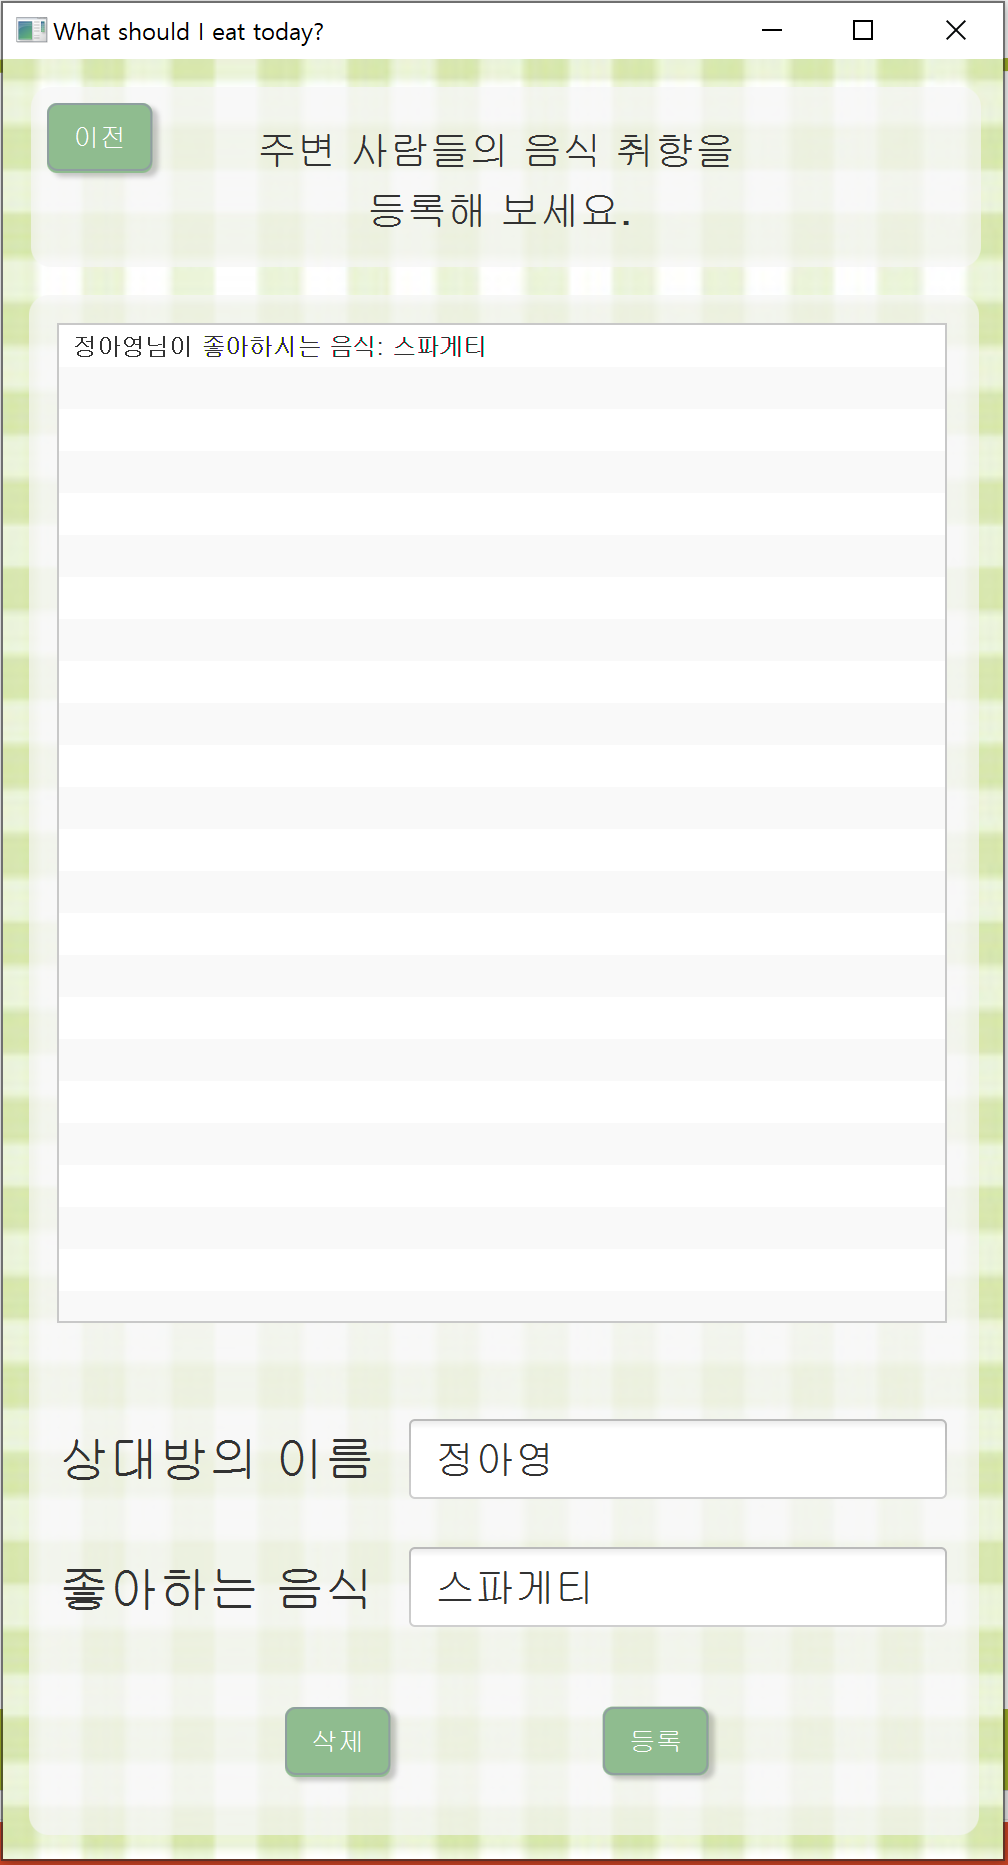 What should I eat today?
이전
주변 사람들의 음식 취향을
등록해 보세요.
정아영님이 좋아하시는 음식: 스파게티
상대방의 이름 정아영
좋아하는 음식 스파게티
삭제 등록